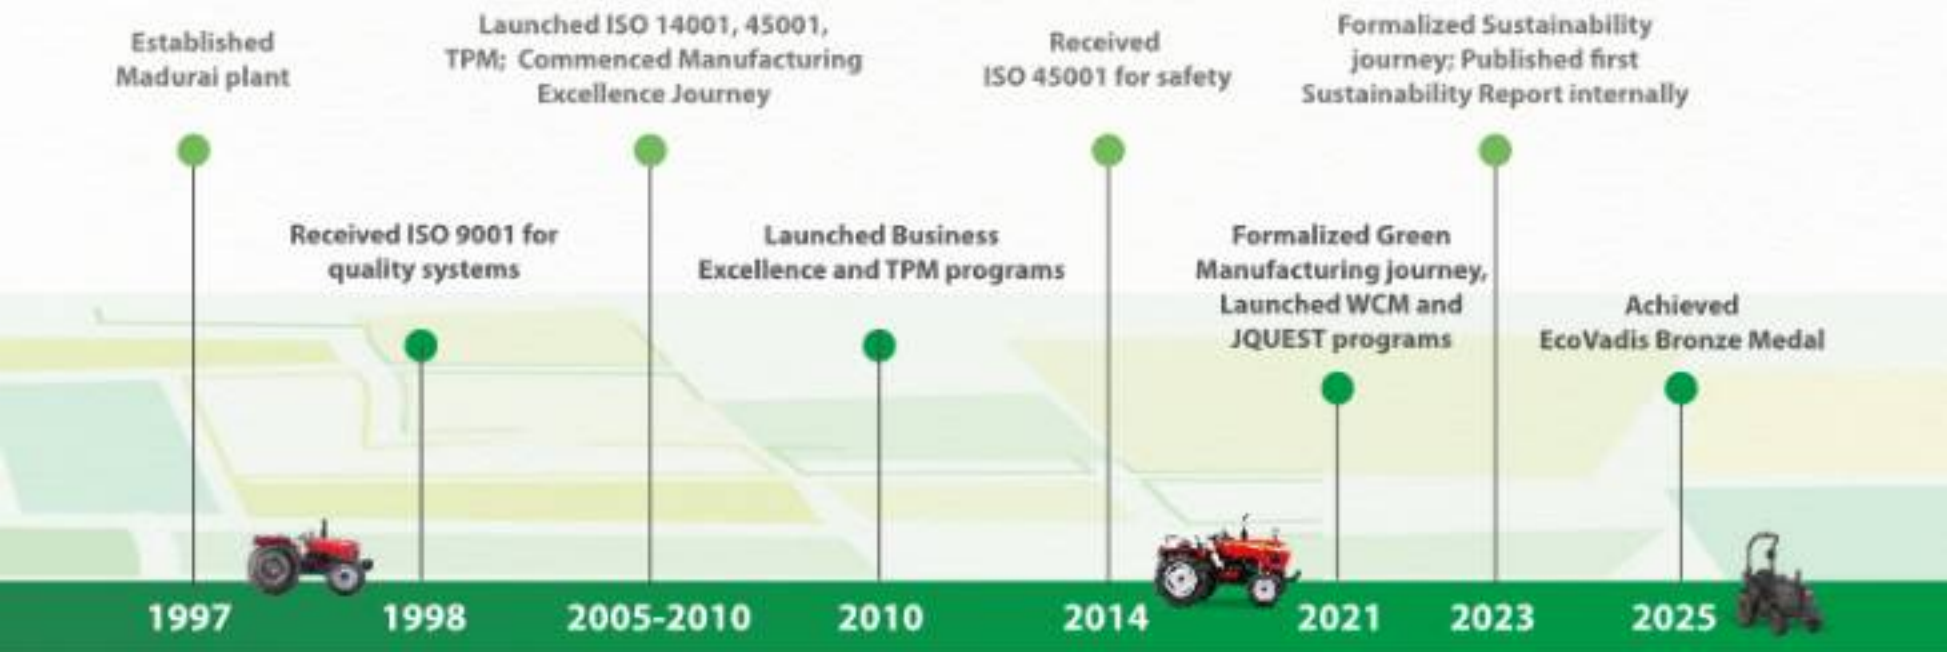 Established
Madurai plant
Launched ISO 14001, 45001,
TPM; Commenced Manufacturing
Excellence Journey
Received
ISO 45001 for safety
Formalized Sustainability
journey; Published first
Sustainability Report internally
Received ISO 9001 for
quality systems
Launched Business
Excellence and TPM programs
Formalized Green
Manufacturing journey,
Launched WCM and
JQUEST programs
Achieved
EcoVadis Bronze Medal
1997
1998
2005-2010
2010
2014
2021
2023
2025